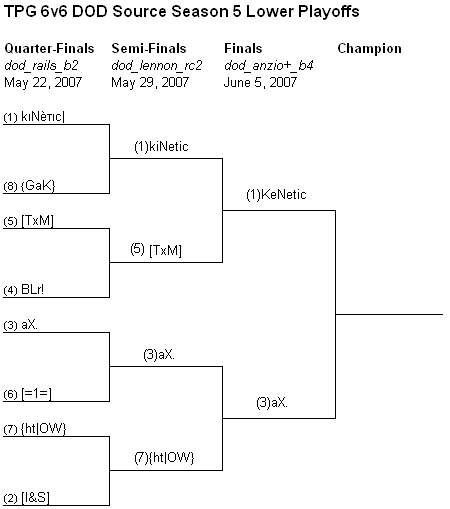 TPG 6v6 DOD Source Season 5 Lower Playoffs
Quarter-Finals
dod_rails_b2
May 22, 2007
Semi-Finals
dod_lennon_rc2
May 29, 2007
Finals
dod_anzio+_b4
June 5, 2007
Champion
(1) kıNètıc|
(8) {GaK}
(5) [TxM]
(4) BLr!
(3) aX.
(6) [=1=]
(7) {ht|OW}
(2) [I&S]
(1)kiNetic
(5) [TxM]
(3)aX.
(7){ht|OW}
(1)KeNetic
(3)aX.